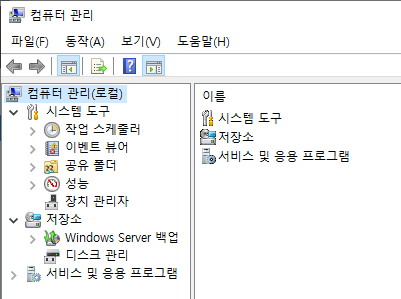 컴퓨터 관리
파일(F) 동작(A) 보기(V) 도움말(H)
컴퓨터 관리(로컬)
시스템 도구
작업 스케줄러
이벤트 뷰어
공유 폴더
성능
장치 관리자
저장소
Windows Server 백업
디스크 관리
서비스 및 응용 프로그램
이름
시스템 도구
저장소
서비스 및 응용 프로그램